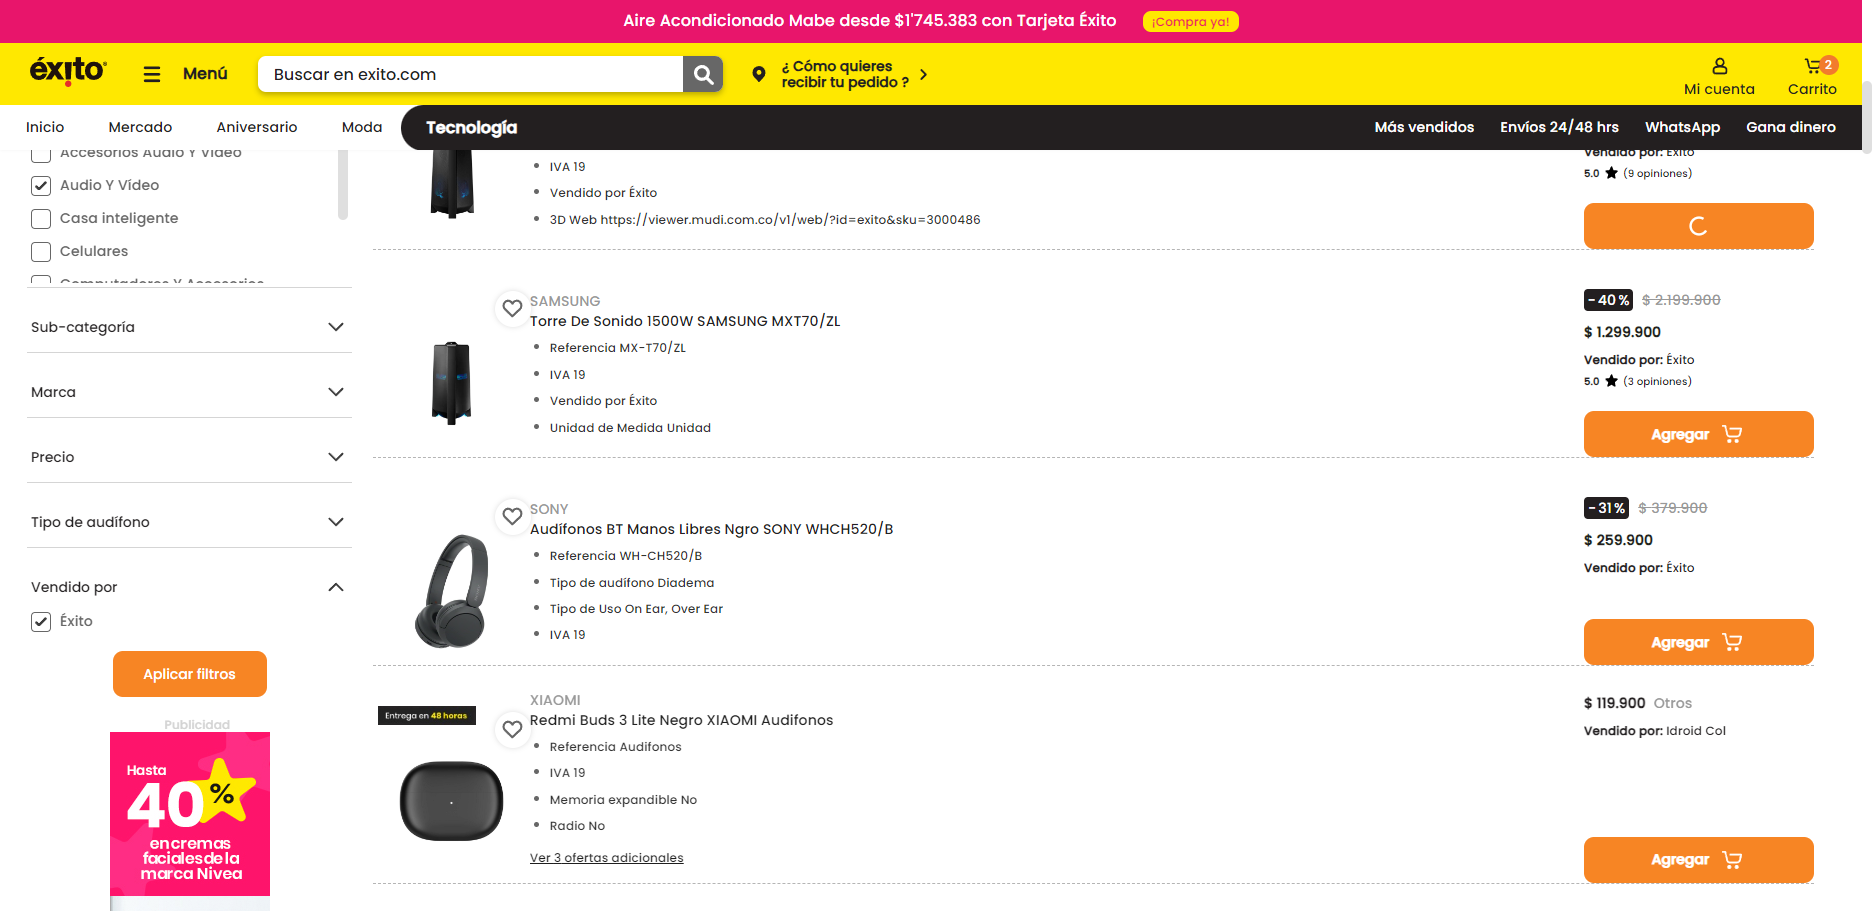 Aire Acondicionado Mabe desde $1'745.383 con Tarjeta Éxito
¡Compra ya!
éxito
Menú
Buscar en exito.com
¿ Cómo quieres
recibir tu pedido ?
Mi cuenta
2
Carrito
Inicio
Mercado
Aniversario
Moda
Tecnología
Más vendidos
Envíos 24/48 hrs
WhatsApp
Gana dinero
Accesorios Audio Y Video
Audio Y Vídeo
Casa inteligente
Celulares
Computadores Y Accesorios
Sub-categoría
Marca
Precio
Tipo de audífono
Vendido por
Éxito
Aplicar filtros
Publicidad
Hasta
40%
en cremas
faciales de la
marca Nivea
IVA 19
Vendido por Éxito
3D Web https://viewer.mudi.com.co/v1/web/?id=exito&sku=3000486
Vendido por: Éxito
5.0 (9 opiniones)
SAMSUNG
Torre De Sonido 1500W SAMSUNG MXT70/ZL
Referencia MX-T70/ZL
IVA 19
Vendido por Éxito
Unidad de Medida Unidad
-40% $ 2.199.900
$ 1.299.900
Vendido por: Éxito
5.0 (3 opiniones)
Agregar
SONY
Audífonos BT Manos Libres Ngro SONY WHCH520/B
Referencia WH-CH520/B
Tipo de audífono Diadema
Tipo de Uso On Ear, Over Ear
IVA 19
-31% $ 379.900
$ 259.900
Vendido por: Éxito
Agregar
Entrega en 48 horas
XIAOMI
Redmi Buds 3 Lite Negro XIAOMI Audifonos
Referencia Audifonos
IVA 19
Memoria expandible No
Radio No
Ver 3 ofertas adicionales
$ 119.900 Otros
Vendido por: Idroid Col
Agregar